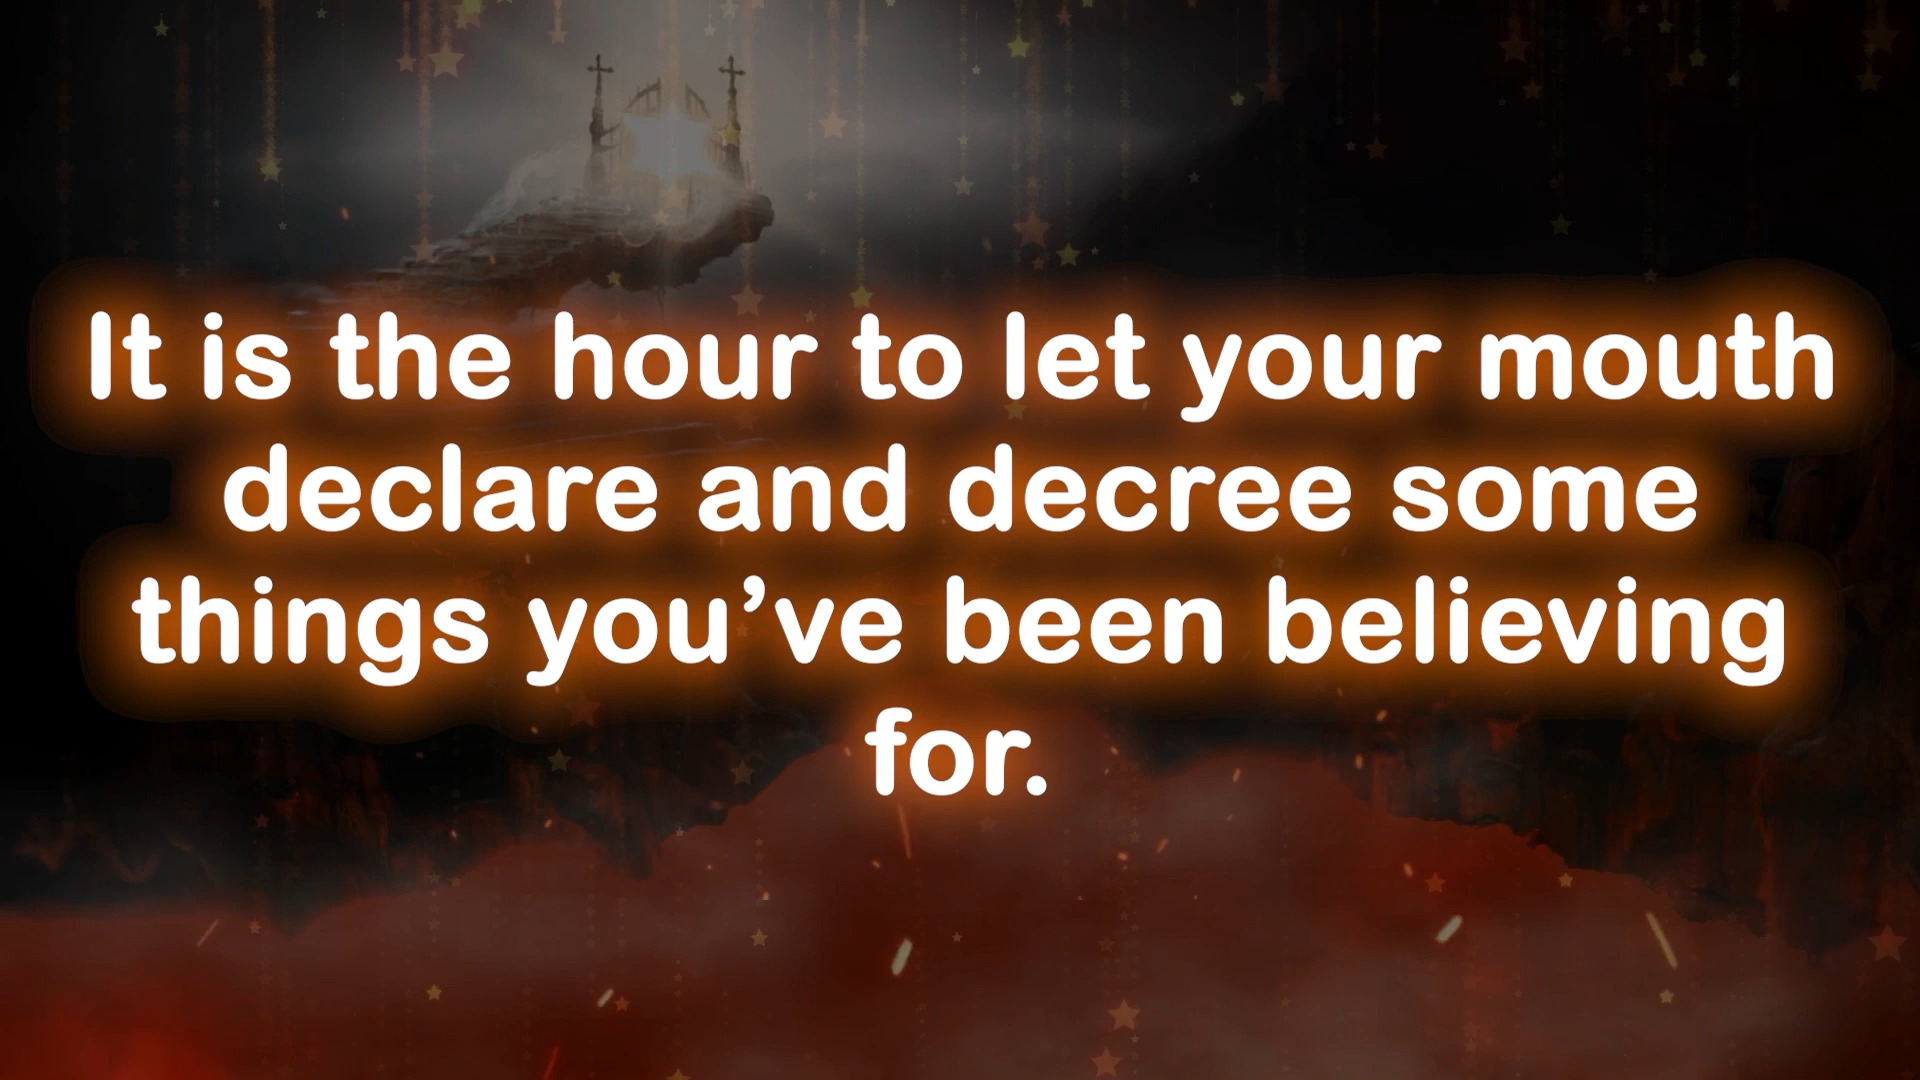 It is the hour to let your mouth
declare and decree some
things you’ve been believing
for.